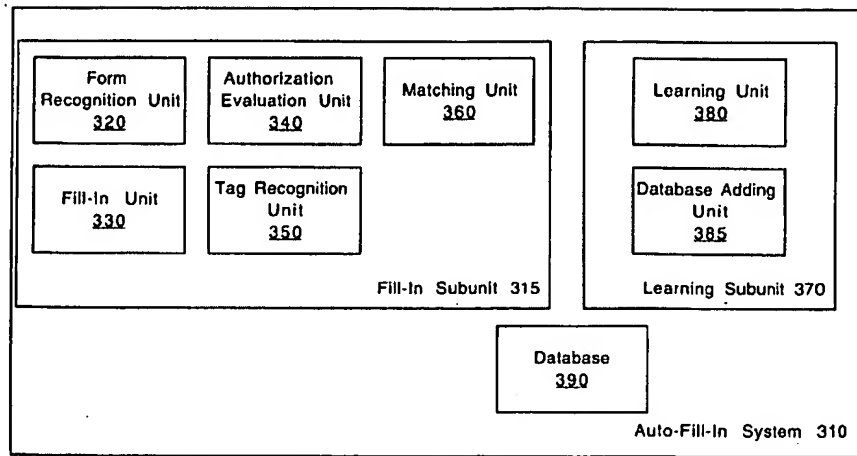 Form
Recognition Unit
320
Authorization
Evaluation Unit
340
Matching Unit
360
Learning Unit
380
Fill-In Unit
330
Tag Recognition
Unit
350
Database Adding
Unit
385
Fill-In Subunit 315
Learning Subunit 370
Database
390
Auto-Fill-In System 310